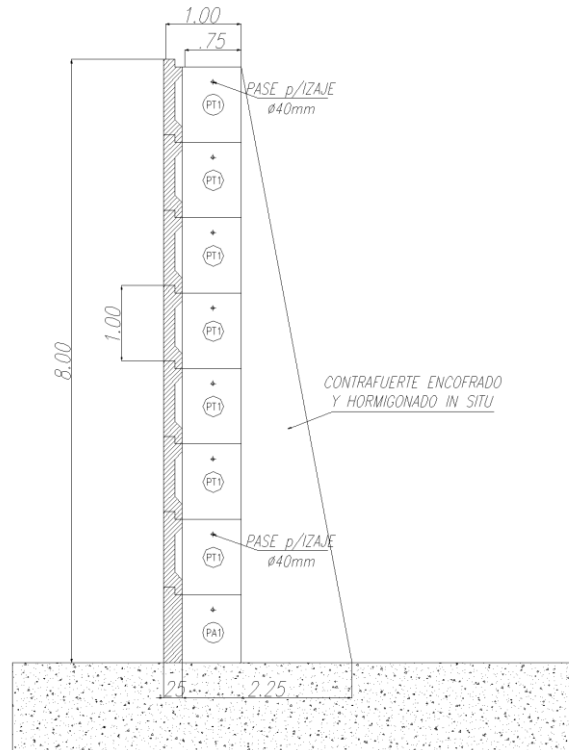 1.00
.75
PASE p/IZAJE
ø40mm
PT1
PT1
PT1
PT1
1.00
8.00
PT1
CONTRAFUERTE ENCOFRADO
Y HORMIGONADO IN SITU
PT1
PASE p/IZAJE
ø40mm
PT1
PA1
.25
2.25